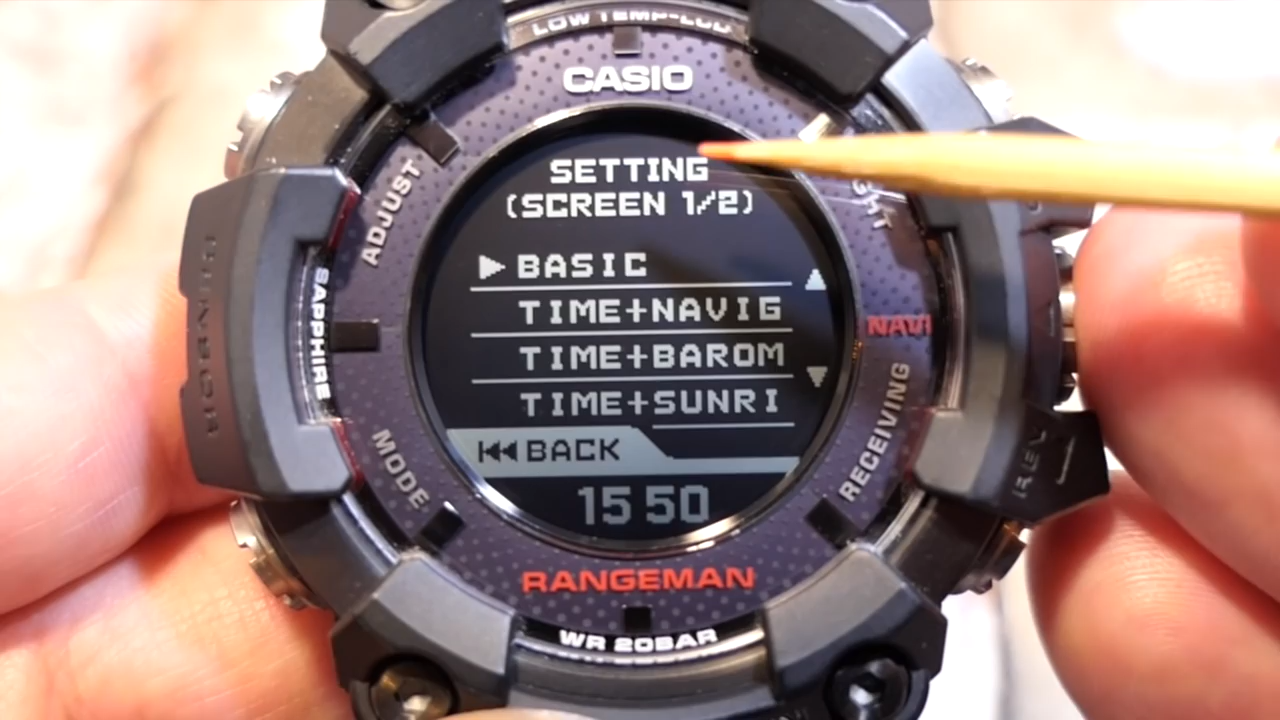 LOW TEMP-LCD
CASIO
ADJUST
SAPPHIRE
MODE
NAVI
RECEIVING
REV
SETTING
(SCREEN 1/2)
▶BASIC
TIME+NAVIG
TIME+BAROM
TIME+SUNRI
BACK
15 50
RANGEMAN
WR 20BAR